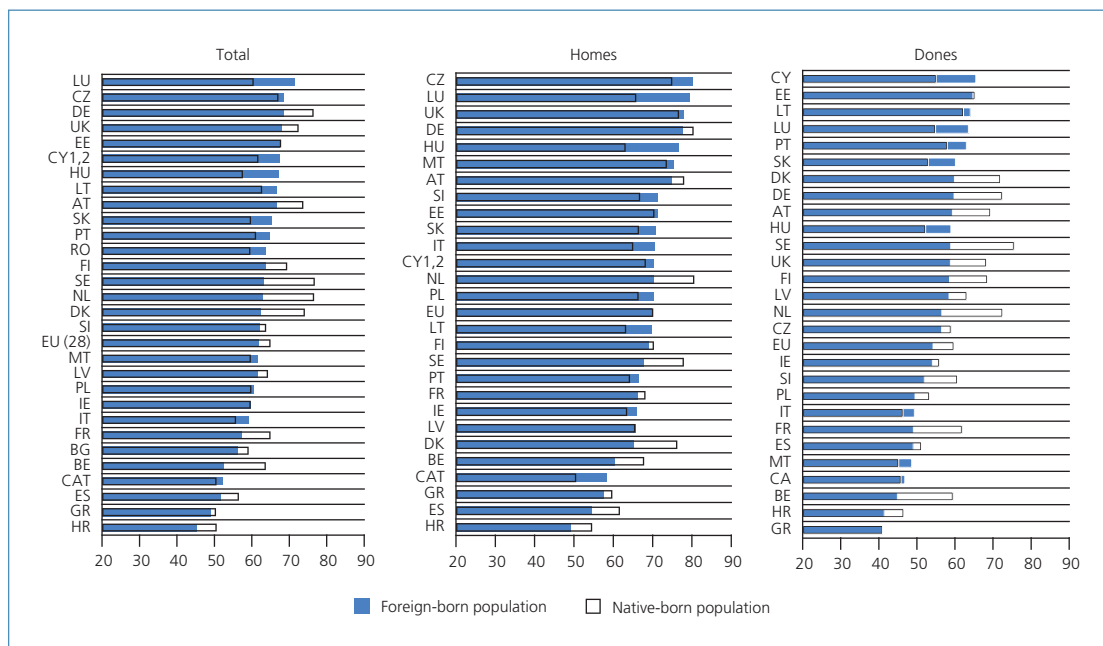 Total
LU
CZ
DE
UK
EE
CY1,2
HU
LT
AT
SK
PT
RO
FI
SE
NL
DK
SI
EU (28)
MT
LV
PL
IE
IT
FR
BG
BE
CAT
ES
GR
HR
20 30 40 50 60 70 80 90
Homes
CZ
LU
UK
DE
HU
MT
AT
SI
EE
SK
IT
CY1,2
NL
PL
EU
LT
FI
SE
PT
FR
IE
LV
DK
BE
CAT
GR
ES
HR
20 30 40 50 60 70 80 90
Dones
CY
EE
LT
LU
PT
SK
DK
DE
AT
HU
SE
UK
FI
LV
NL
CZ
EU
IE
SI
PL
IT
FR
ES
MT
CA
BE
HR
GR
20 30 40 50 60 70 80 90
Foreign-born population Native-born population